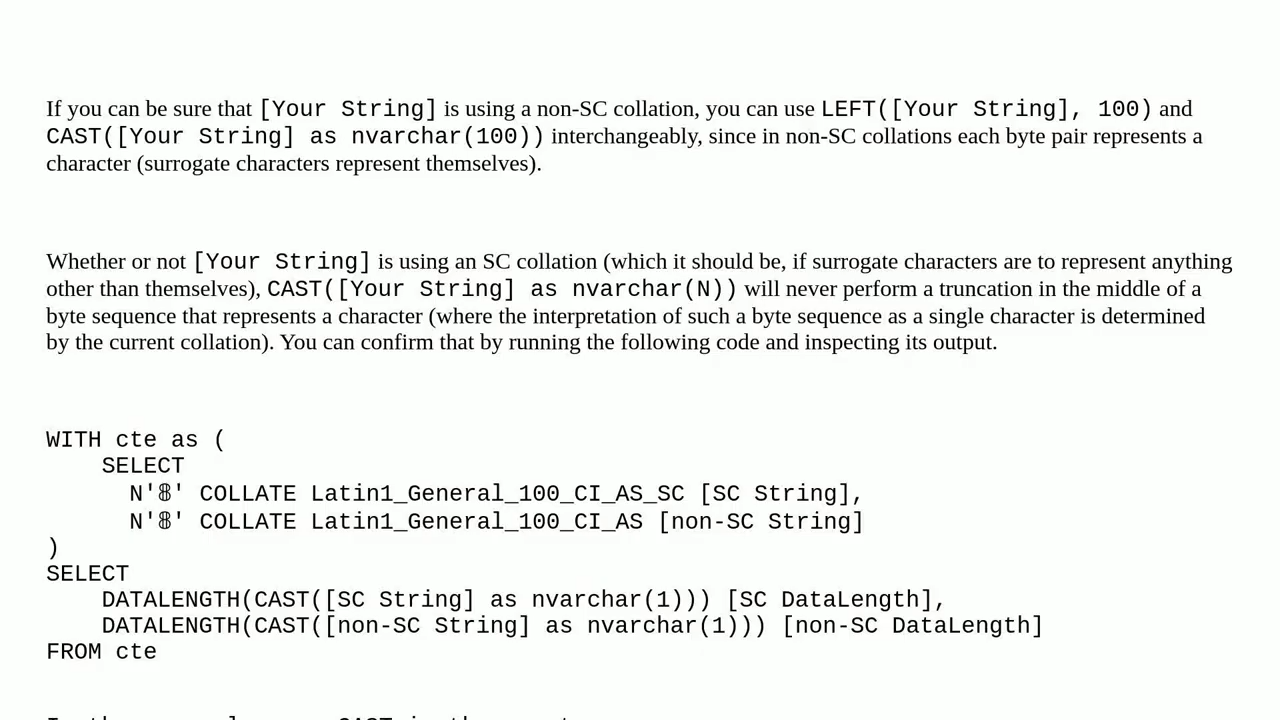 If you can be sure that [Your String] is using a non-SC collation, you can use LEFT([Your String], 100) and
CAST([Your String] as nvarchar(100)) interchangeably, since in non-SC collations each byte pair represents a
character (surrogate characters represent themselves).
Whether or not [Your String] is using an SC collation (which it should be, if surrogate characters are to represent anything
other than themselves), CAST([Your String] as nvarchar(N)) will never perform a truncation in the middle of a
byte sequence that represents a character (where the interpretation of such a byte sequence as a single character is determined
by the current collation). You can confirm that by running the following code and inspecting its output.
WITH cte as (
    SELECT
      N'𝟠' COLLATE Latin1_General_100_CI_AS_SC [SC String],
      N'𝟠' COLLATE Latin1_General_100_CI_AS [non-SC String]
)
SELECT
    DATALENGTH(CAST([SC String] as nvarchar(1))) [SC DataLength],
    DATALENGTH(CAST([non-SC String] as nvarchar(1))) [non-SC DataLength]
FROM cte